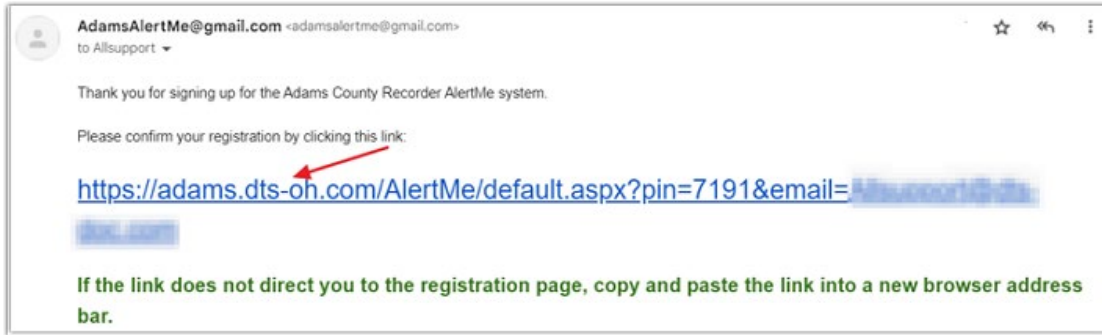 AdamsAlertMe@gmail.com <adamsalertme@gmail.com>
to Allsupport
Thank you for signing up for the Adams County Recorder AlertMe system.
Please confirm your registration by clicking this link:
https://adams.dts-oh.com/AlertMe/default.aspx?pin=7191&email=
If the link does not direct you to the registration page, copy and paste the link into a new browser address
bar.